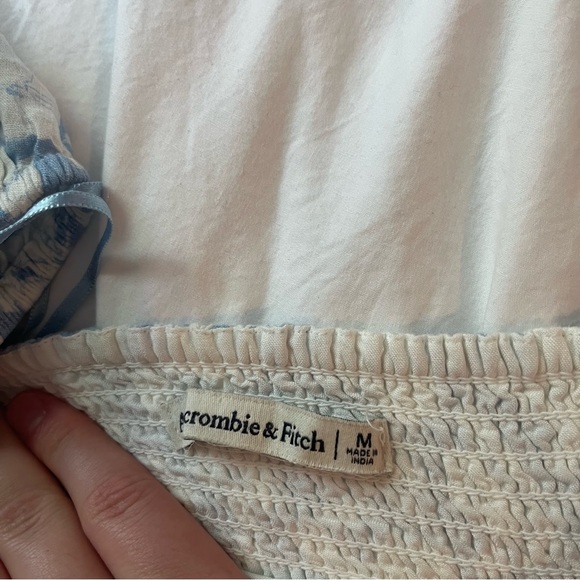 crombie & Fitch | M
MADE IN
INDIA